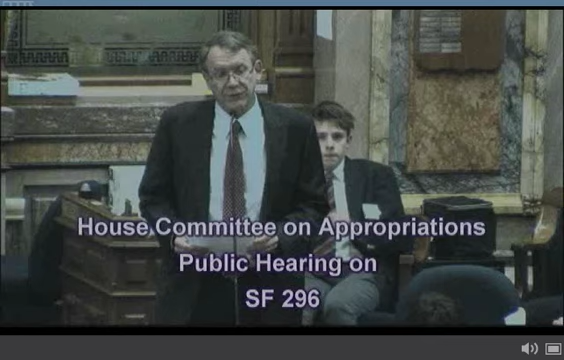 House Committee on Appropriations
Public Hearing on
SF 296